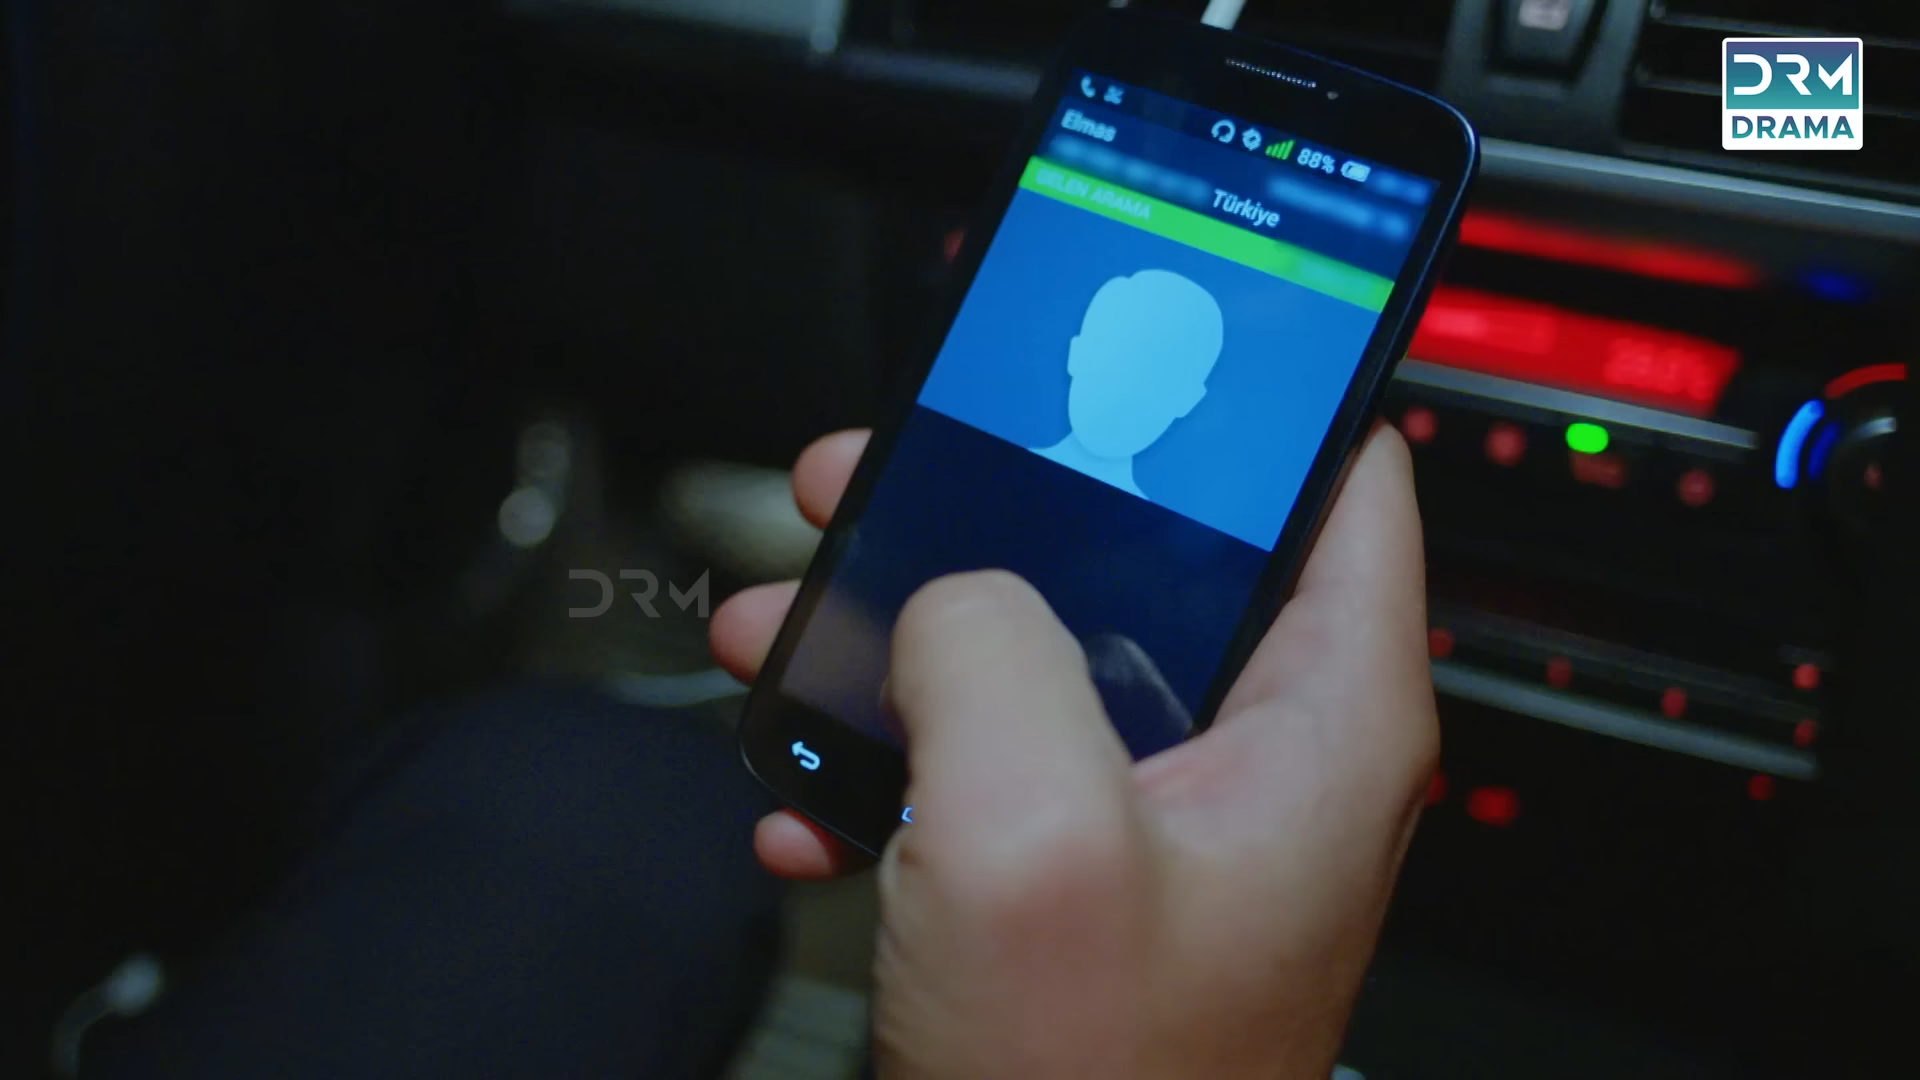 DRM
DRAMA
Elmas
88%
Türkiye
GELEN ARAMA
DRM